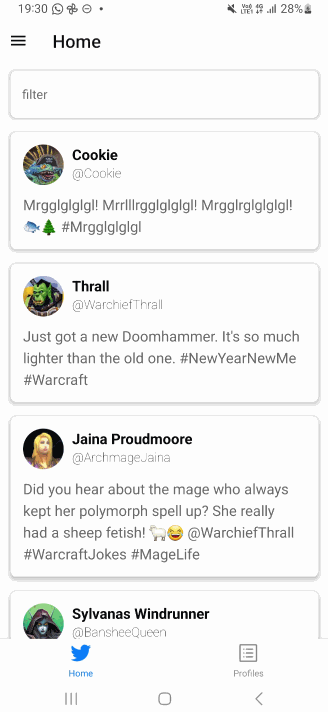 19:30
VoB 4G
LTE1
28%
Home
filter
Cookie
@Cookie
Mrgglglglgl! Mrrlllrgglglglgl! Mrgglrglglglgl!
🐟🌲 #Mrgglglglgl
Thrall
@WarchiefThrall
Just got a new Doomhammer. It's so much
lighter than the old one. #NewYearNewMe
#Warcraft
Jaina Proudmoore
@ArchmageJaina
Did you hear about the mage who always
kept her polymorph spell up? She really
had a sheep fetish! 🐑😂 @WarchiefThrall
#WarcraftJokes #MageLife
Sylvanas Windrunner
@BansheeQueen
Home
Profiles